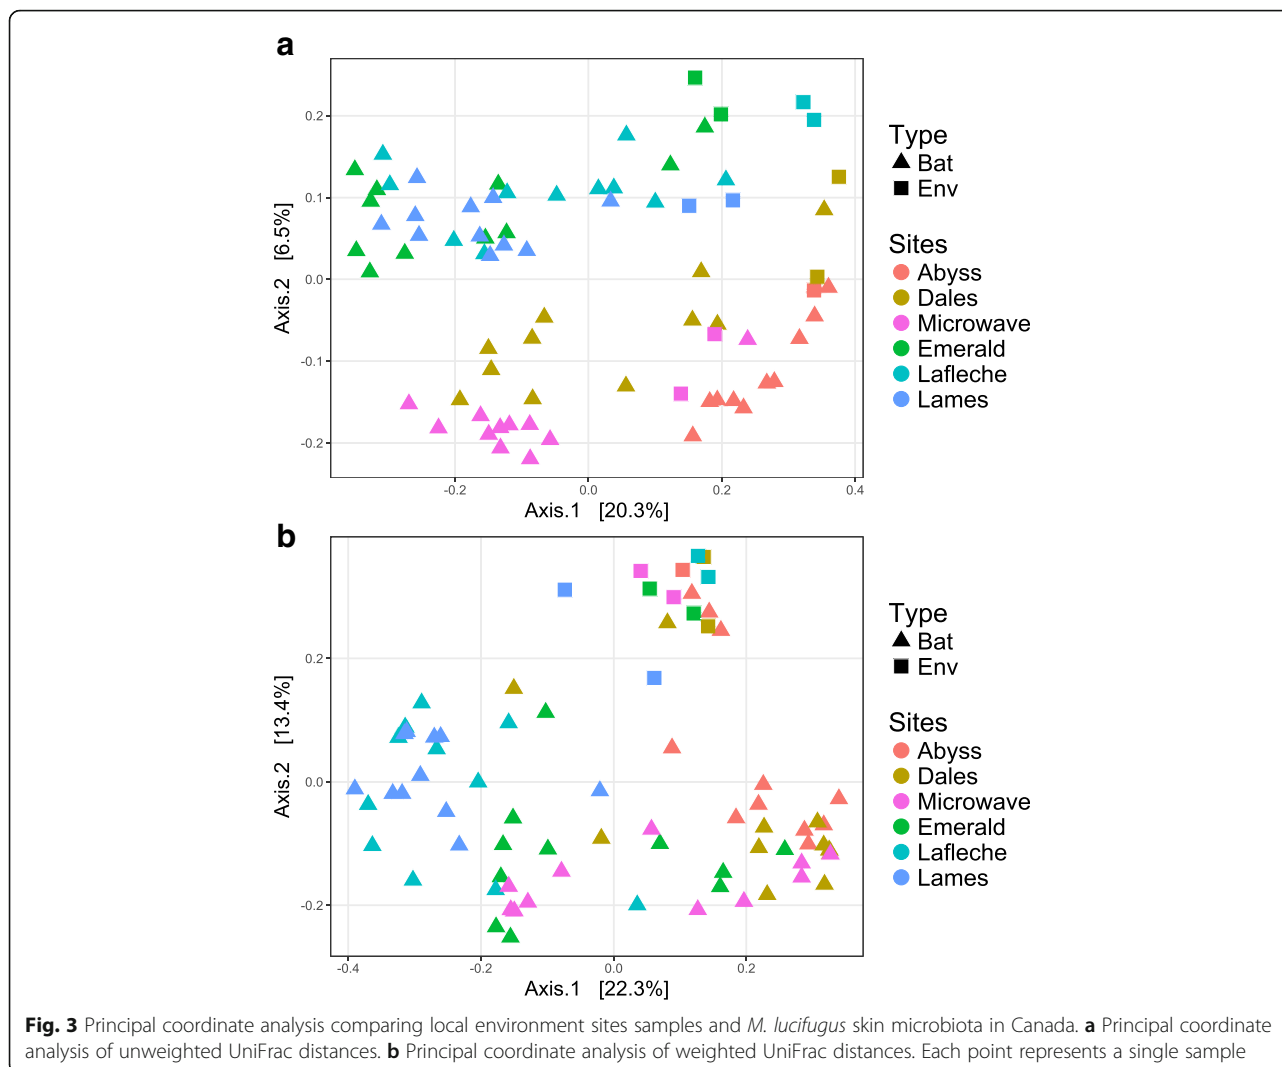 a
0.2
0.1
0.0
-0.1
-0.2
Axis.2 [6.5%]
-0.2 0.0 0.2 0.4
Axis.1 [20.3%]
Type
Bat
Env
Sites
Abyss
Dales
Microwave
Emerald
Lafleche
Lames
b
0.2
0.0
-0.2
Axis.2 [13.4%]
-0.4 -0.2 0.0 0.2
Axis.1 [22.3%]
Type
Bat
Env
Sites
Abyss
Dales
Microwave
Emerald
Lafleche
Lames
Fig. 3 Principal coordinate analysis comparing local environment sites samples and M. lucifugus skin microbiota in Canada. a Principal coordinate
analysis of unweighted UniFrac distances. b Principal coordinate analysis of weighted UniFrac distances. Each point represents a single sample